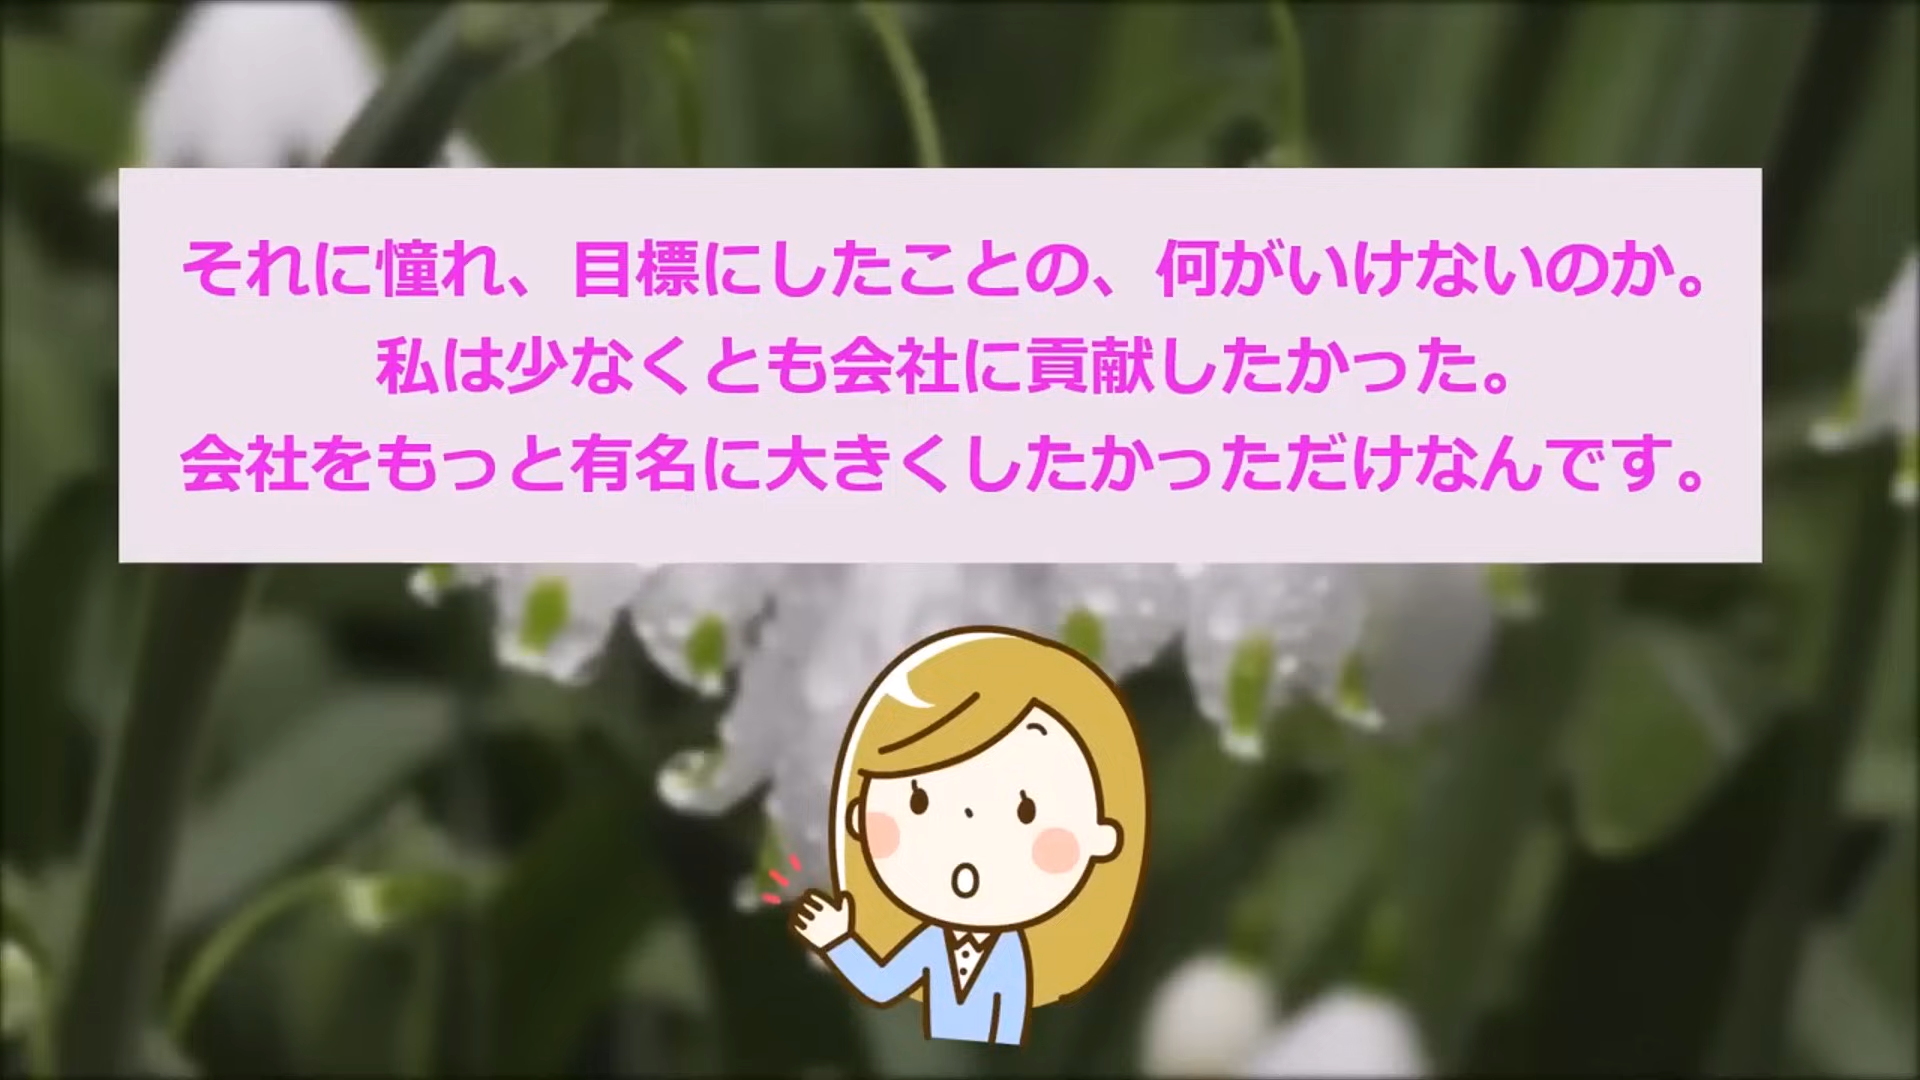 それに憧れ、目標にしたことの、何がいけないのか。
私は少なくとも会社に貢献したかった。
会社をもっと有名に大きくしたかっただけなんです。